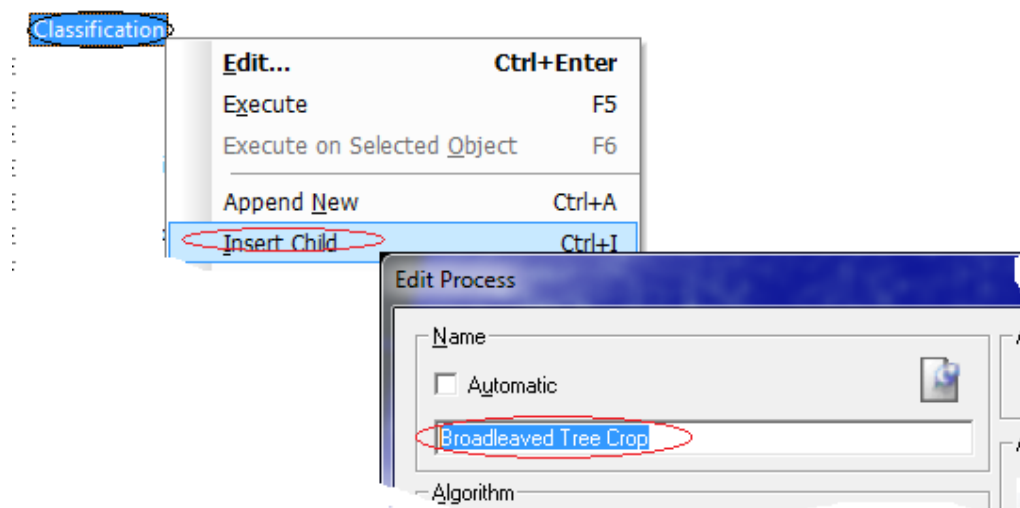 Classification
Edit... Ctrl+Enter
Execute F5
Execute on Selected Object F6
Append New Ctrl+A
Insert Child Ctrl+I
Edit Process
Name
Automatic
Broadleaved Tree Crop
Algorithm